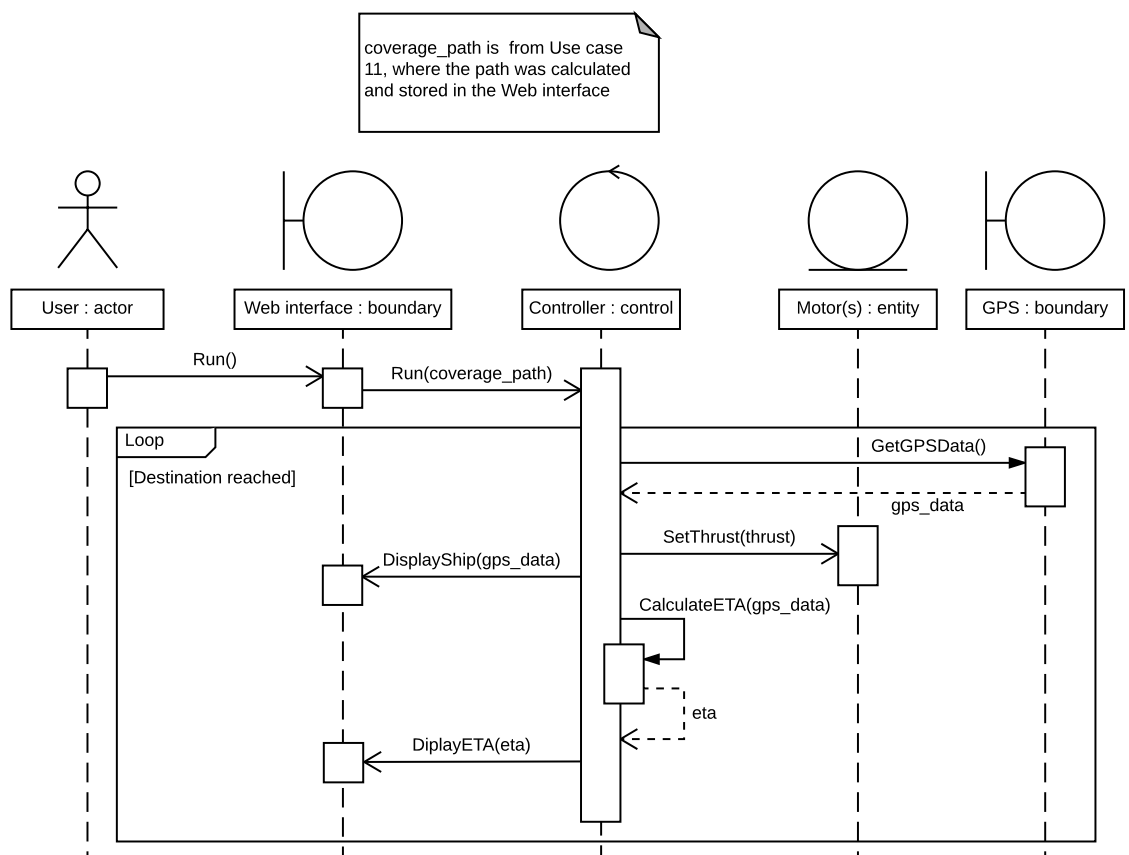 coverage_path is  from Use case
11, where the path was calculated
and stored in the Web interface
User : actor
Web interface : boundary
Controller : control
Motor(s) : entity
GPS : boundary
Run()
Run(coverage_path)
Loop
[Destination reached]
GetGPSData()
gps_data
SetThrust(thrust)
DisplayShip(gps_data)
CalculateETA(gps_data)
eta
DiplayETA(eta)